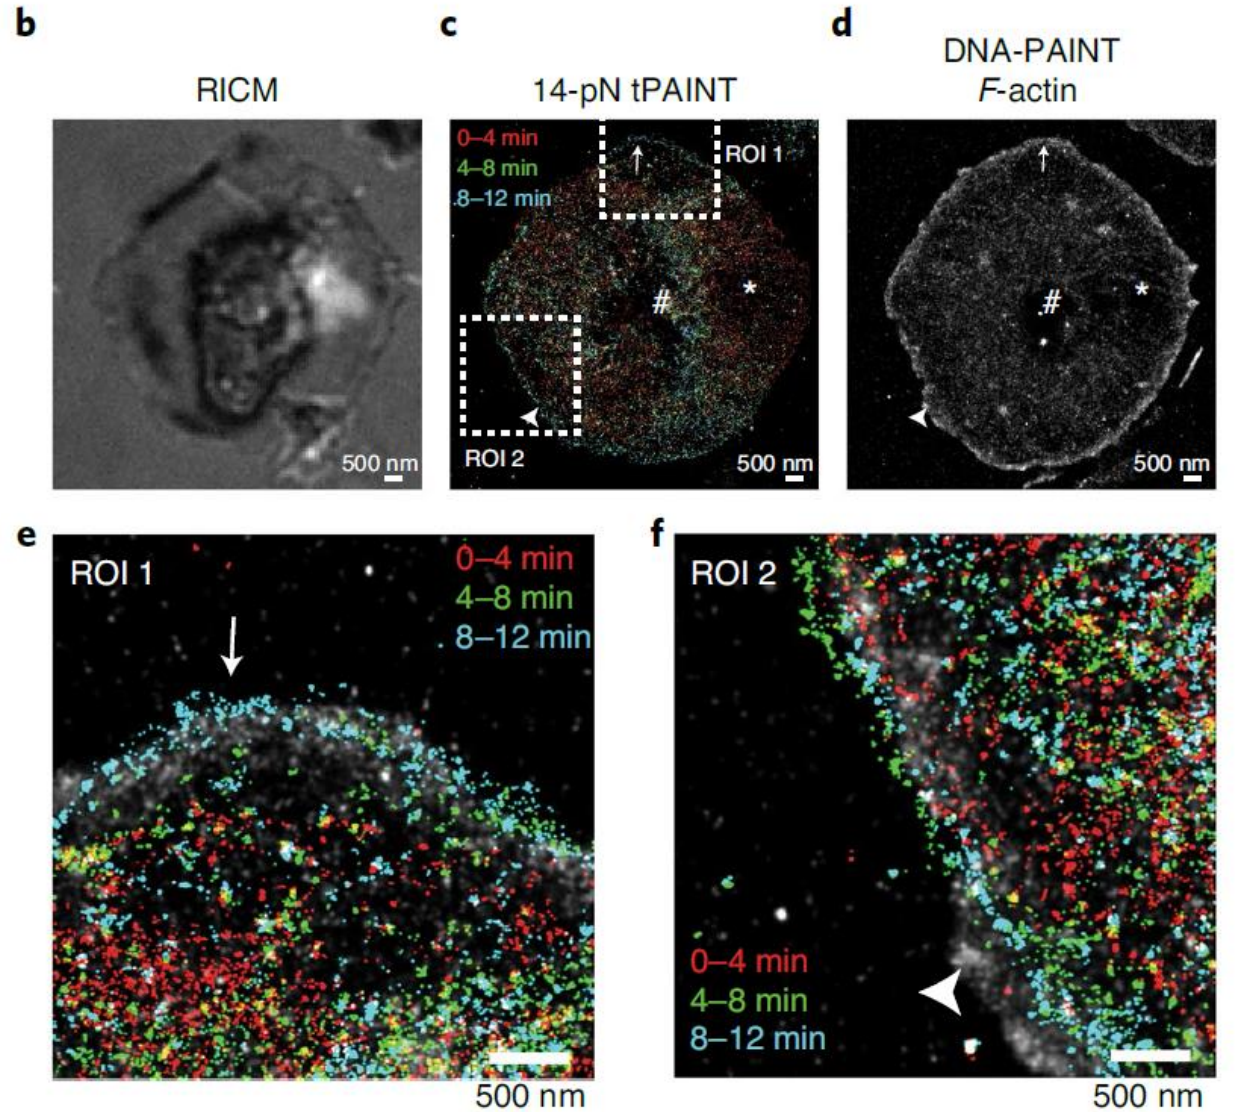 b
c
d
RICM
14-pN tPAINT
DNA-PAINT
F-actin
0–4 min
4–8 min
8–12 min
ROI 1
#
*
ROI 2
500 nm
500 nm
#
*
500 nm
e
ROI 1
0–4 min
4–8 min
8–12 min
500 nm
f
ROI 2
0–4 min
4–8 min
8–12 min
500 nm